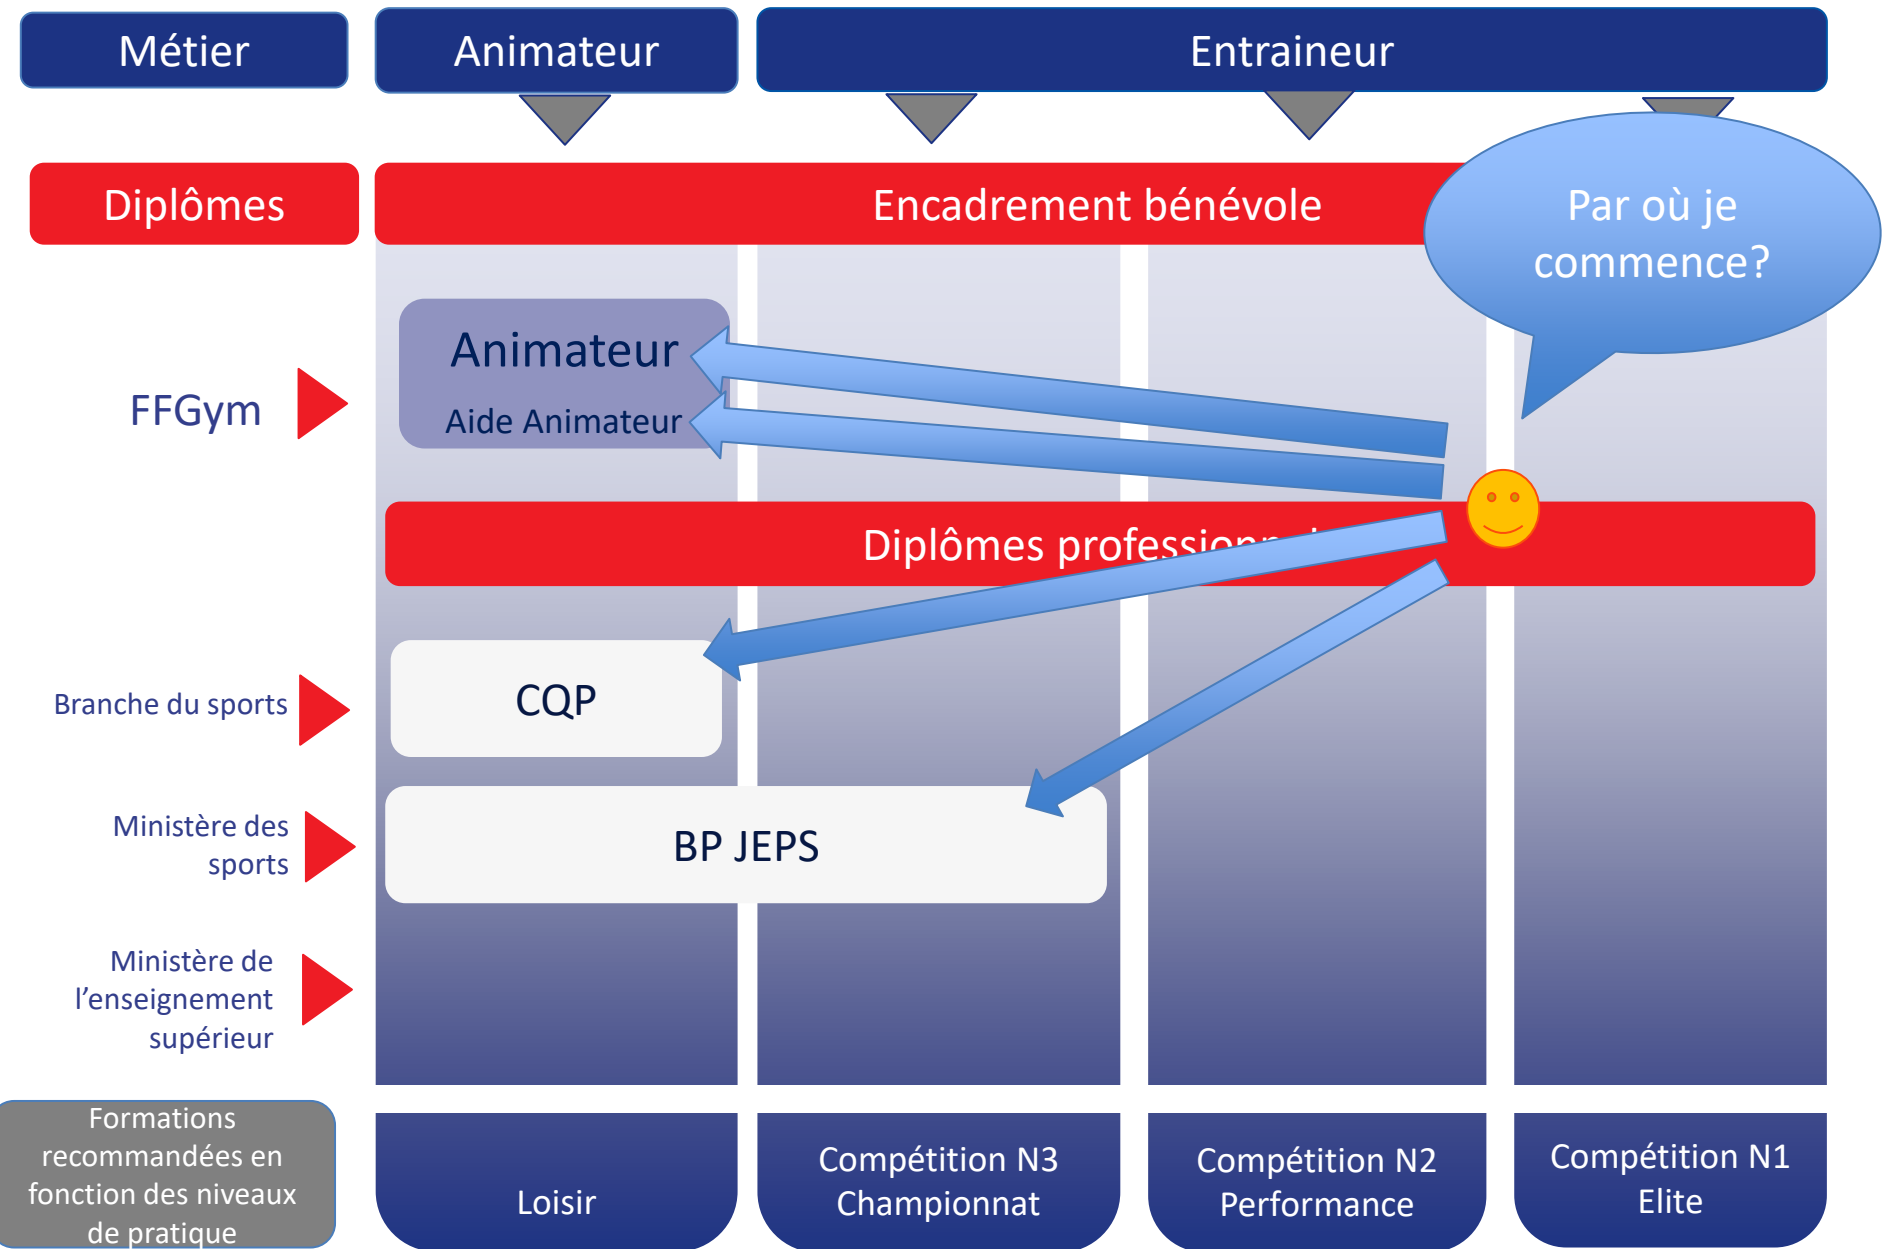 Métier
Animateur
Entraineur
Diplômes
Encadrement bénévole
Par où je
commence?
FFGym
Animateur
Aide Animateur
Diplômes
Branche du sports
CQP
Ministère des
sports
BP JEPS
Ministère de
l’enseignement
supérieur
Formations
recommandées en
fonction des niveaux
de pratique
Loisir
Compétition N3
Championnat
Compétition N2
Performance
Compétition N1
Elite